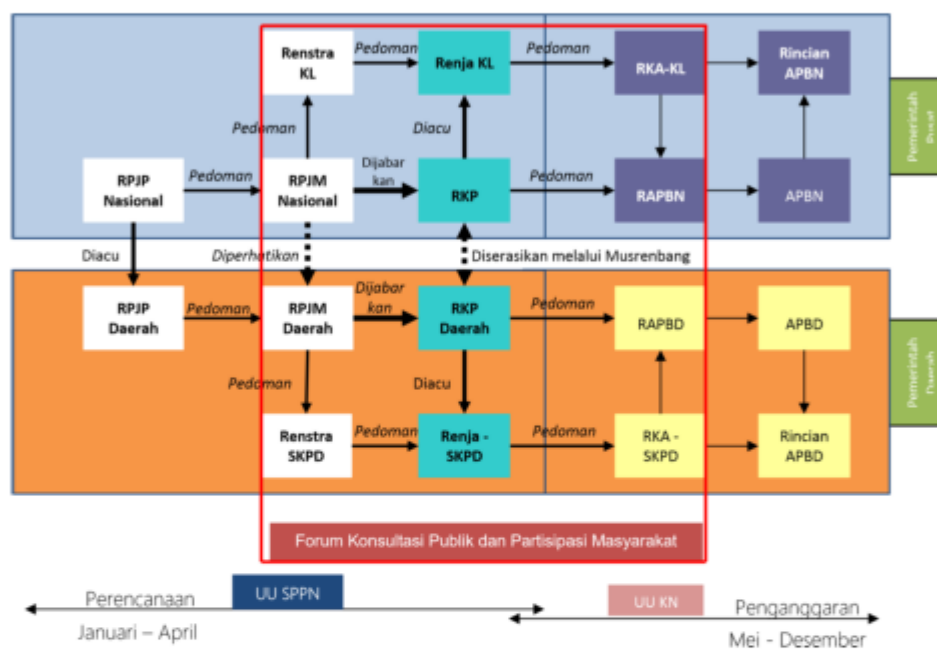 Renstra
KL
Pedoman
Renja KL
Pedoman
RKA-KL
Rincian
APBN
Pedoman
Diacu
RPJP
Nasional
Pedoman
RPJM
Nasional
Dijabar
kan
RKP
Pedoman
RAPBN
APBN
Pemerintah
Diacu
Diperhatikan
Diserasikan melalui Musrenbang
RPJP
Daerah
Pedoman
RPJM
Daerah
Dijabar
kan
RKP
Daerah
Pedoman
RAPBD
APBD
Pemerintah
Daerah
Pedoman
Diacu
Renstra
SKPD
Pedoman
Renja -
SKPD
Pedoman
RKA -
SKPD
Rincian
APBD
Forum Konsultasi Publik dan Partisipasi Masyarakat
Perencanaan
UU SPPN
UU KN
Penganggaran
Januari – April
Mei - Desember